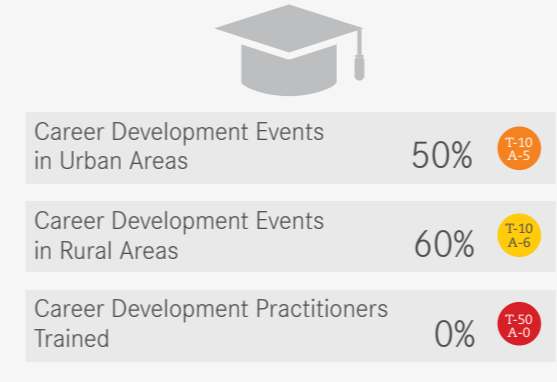 Career Development Events
in Urban Areas
50%
T-10
A-5
Career Development Events
in Rural Areas
60%
T-10
A-6
Career Development Practitioners
Trained
0%
T-50
A-0